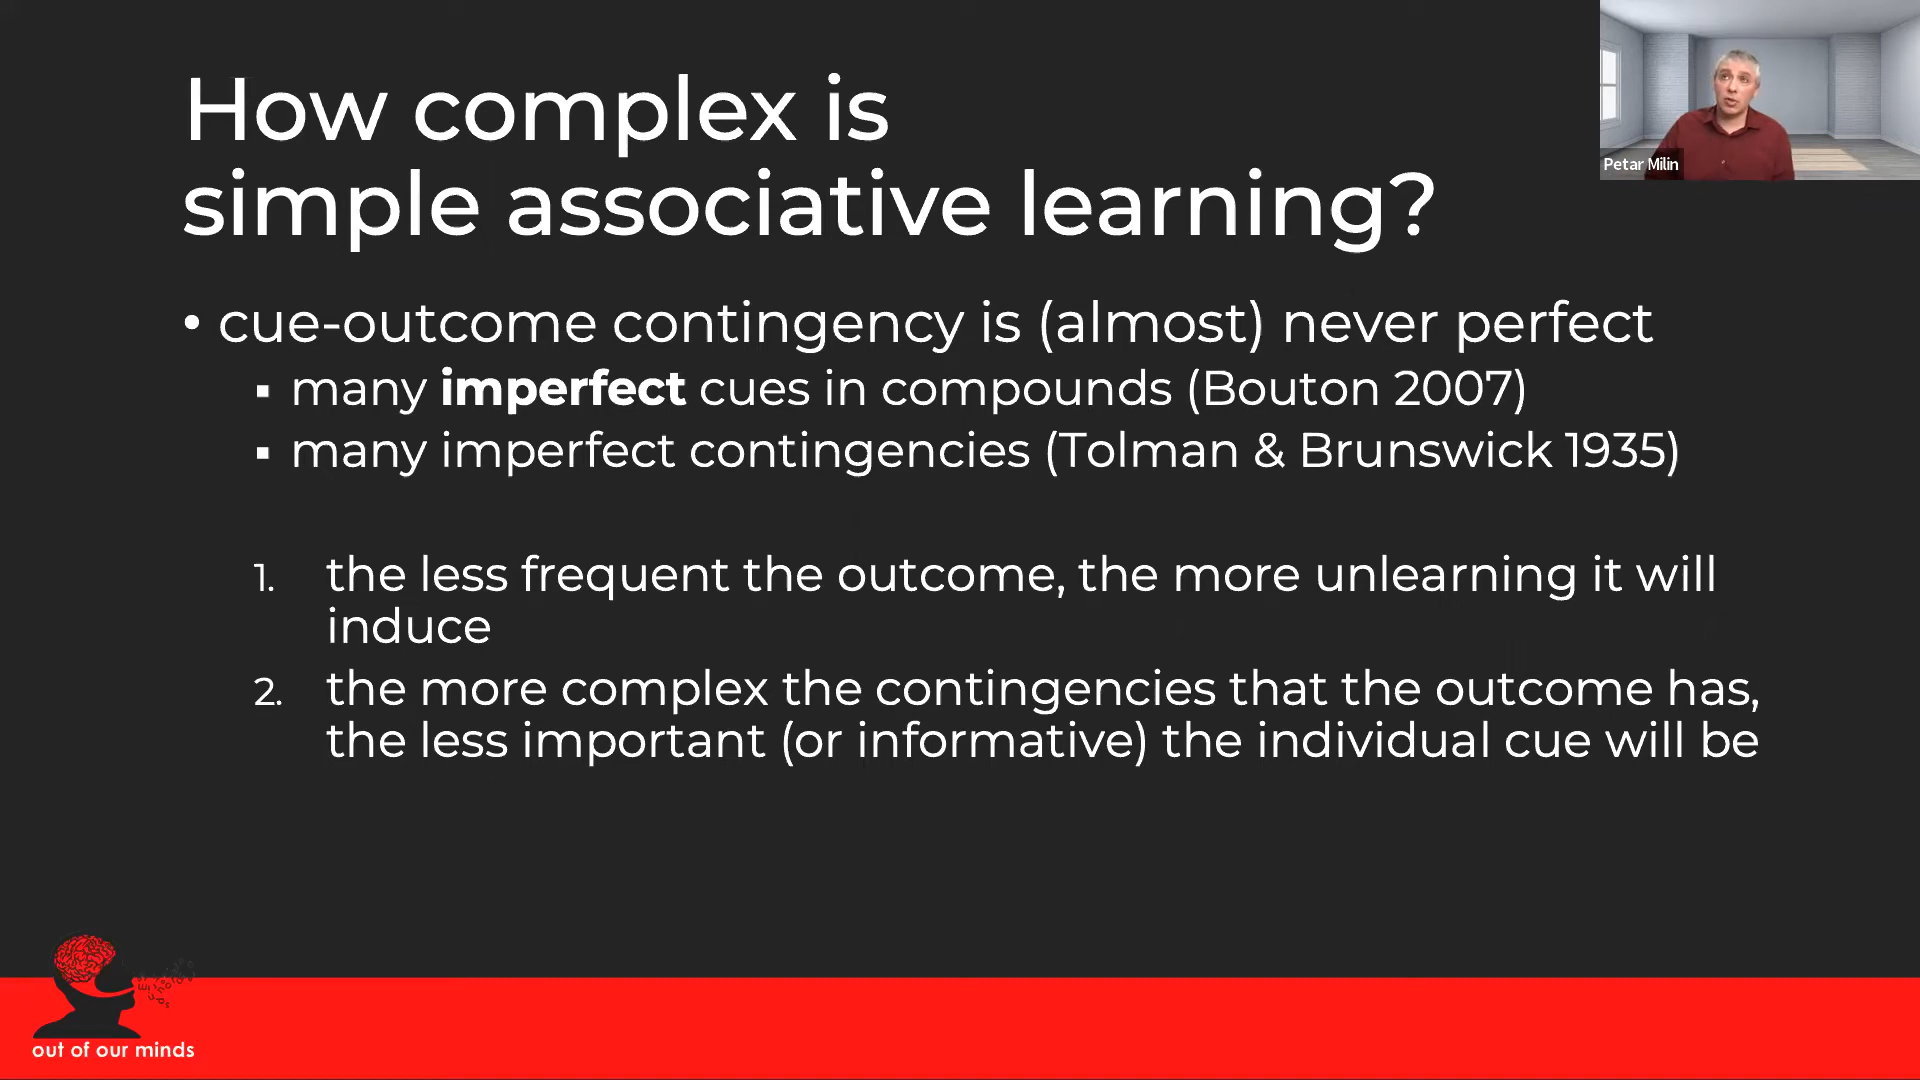 How complex is
simple associative learning?
Petar Milin
• cue-outcome contingency is (almost) never perfect
▪ many imperfect cues in compounds (Bouton 2007)
▪ many imperfect contingencies (Tolman & Brunswick 1935)
1. the less frequent the outcome, the more unlearning it will
induce
2. the more complex the contingencies that the outcome has,
the less important (or informative) the individual cue will be
out of our minds